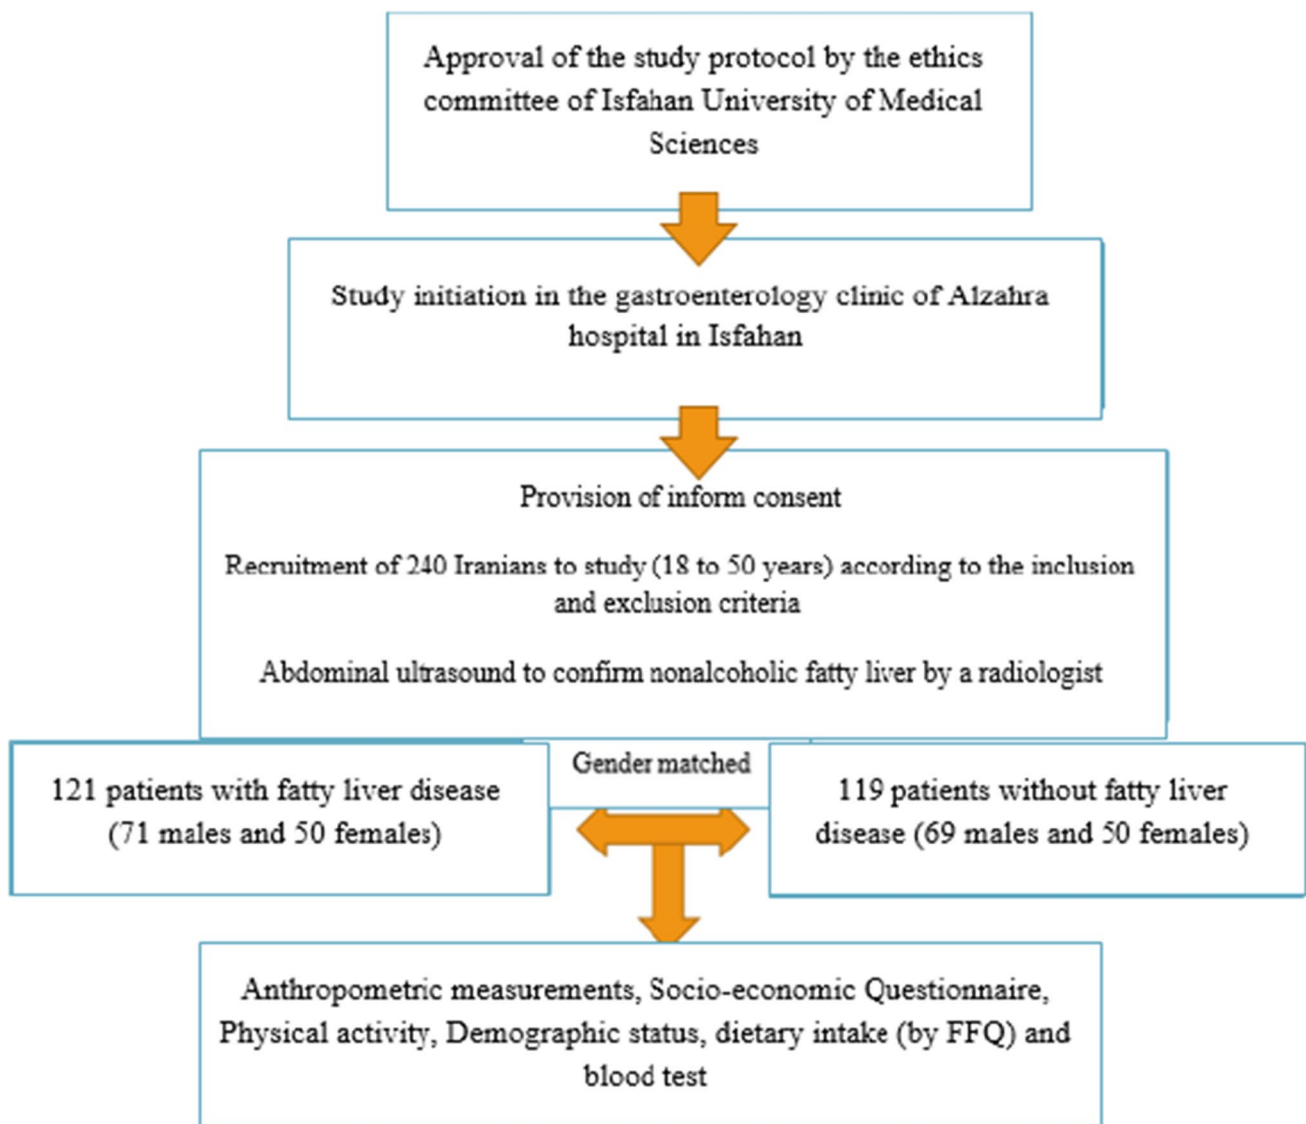 Approval of the study protocol by the ethics
committee of Isfahan University of Medical
Sciences
Study initiation in the gastroenterology clinic of Alzahra
hospital in Isfahan
Provision of inform consent
Recruitment of 240 Iranians to study (18 to 50 years) according to the inclusion
and exclusion criteria
Abdominal ultrasound to confirm nonalcoholic fatty liver by a radiologist
Gender matched
121 patients with fatty liver disease
(71 males and 50 females)
119 patients without fatty liver
disease (69 males and 50 females)
Anthropometric measurements, Socio-economic Questionnaire,
Physical activity, Demographic status, dietary intake (by FFQ) and
blood test